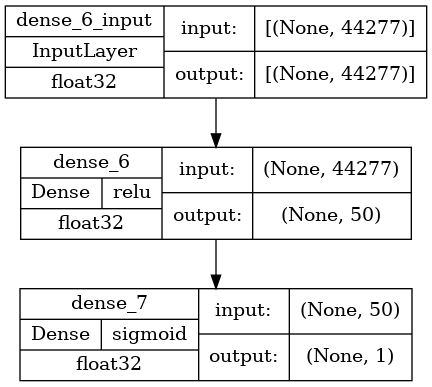 dense_6_input
InputLayer
float32
input:
[(None, 44277)]
output:
[(None, 44277)]
dense_6
Dense
relu
float32
input:
(None, 44277)
output:
(None, 50)
dense_7
Dense
sigmoid
float32
input:
(None, 50)
output:
(None, 1)